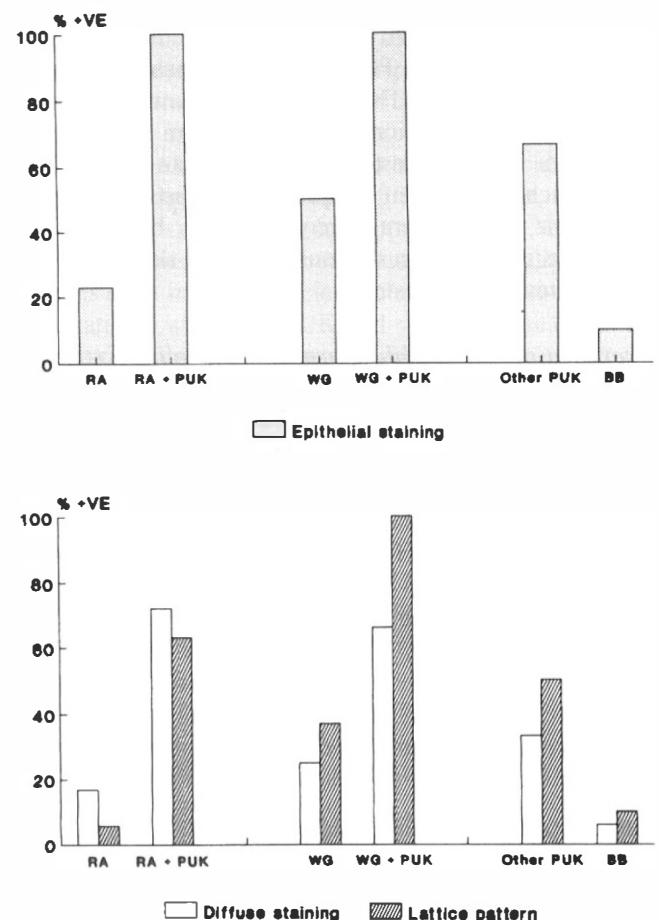 % +VE
100
80
60
40
20
0
RA RA + PUK WG WG + PUK Other PUK BB
Epithelial staining
% +VE
100
80
60
40
20
0
RA RA + PUK WG WG + PUK Other PUK BB
Diffuse staining Lattice pattern